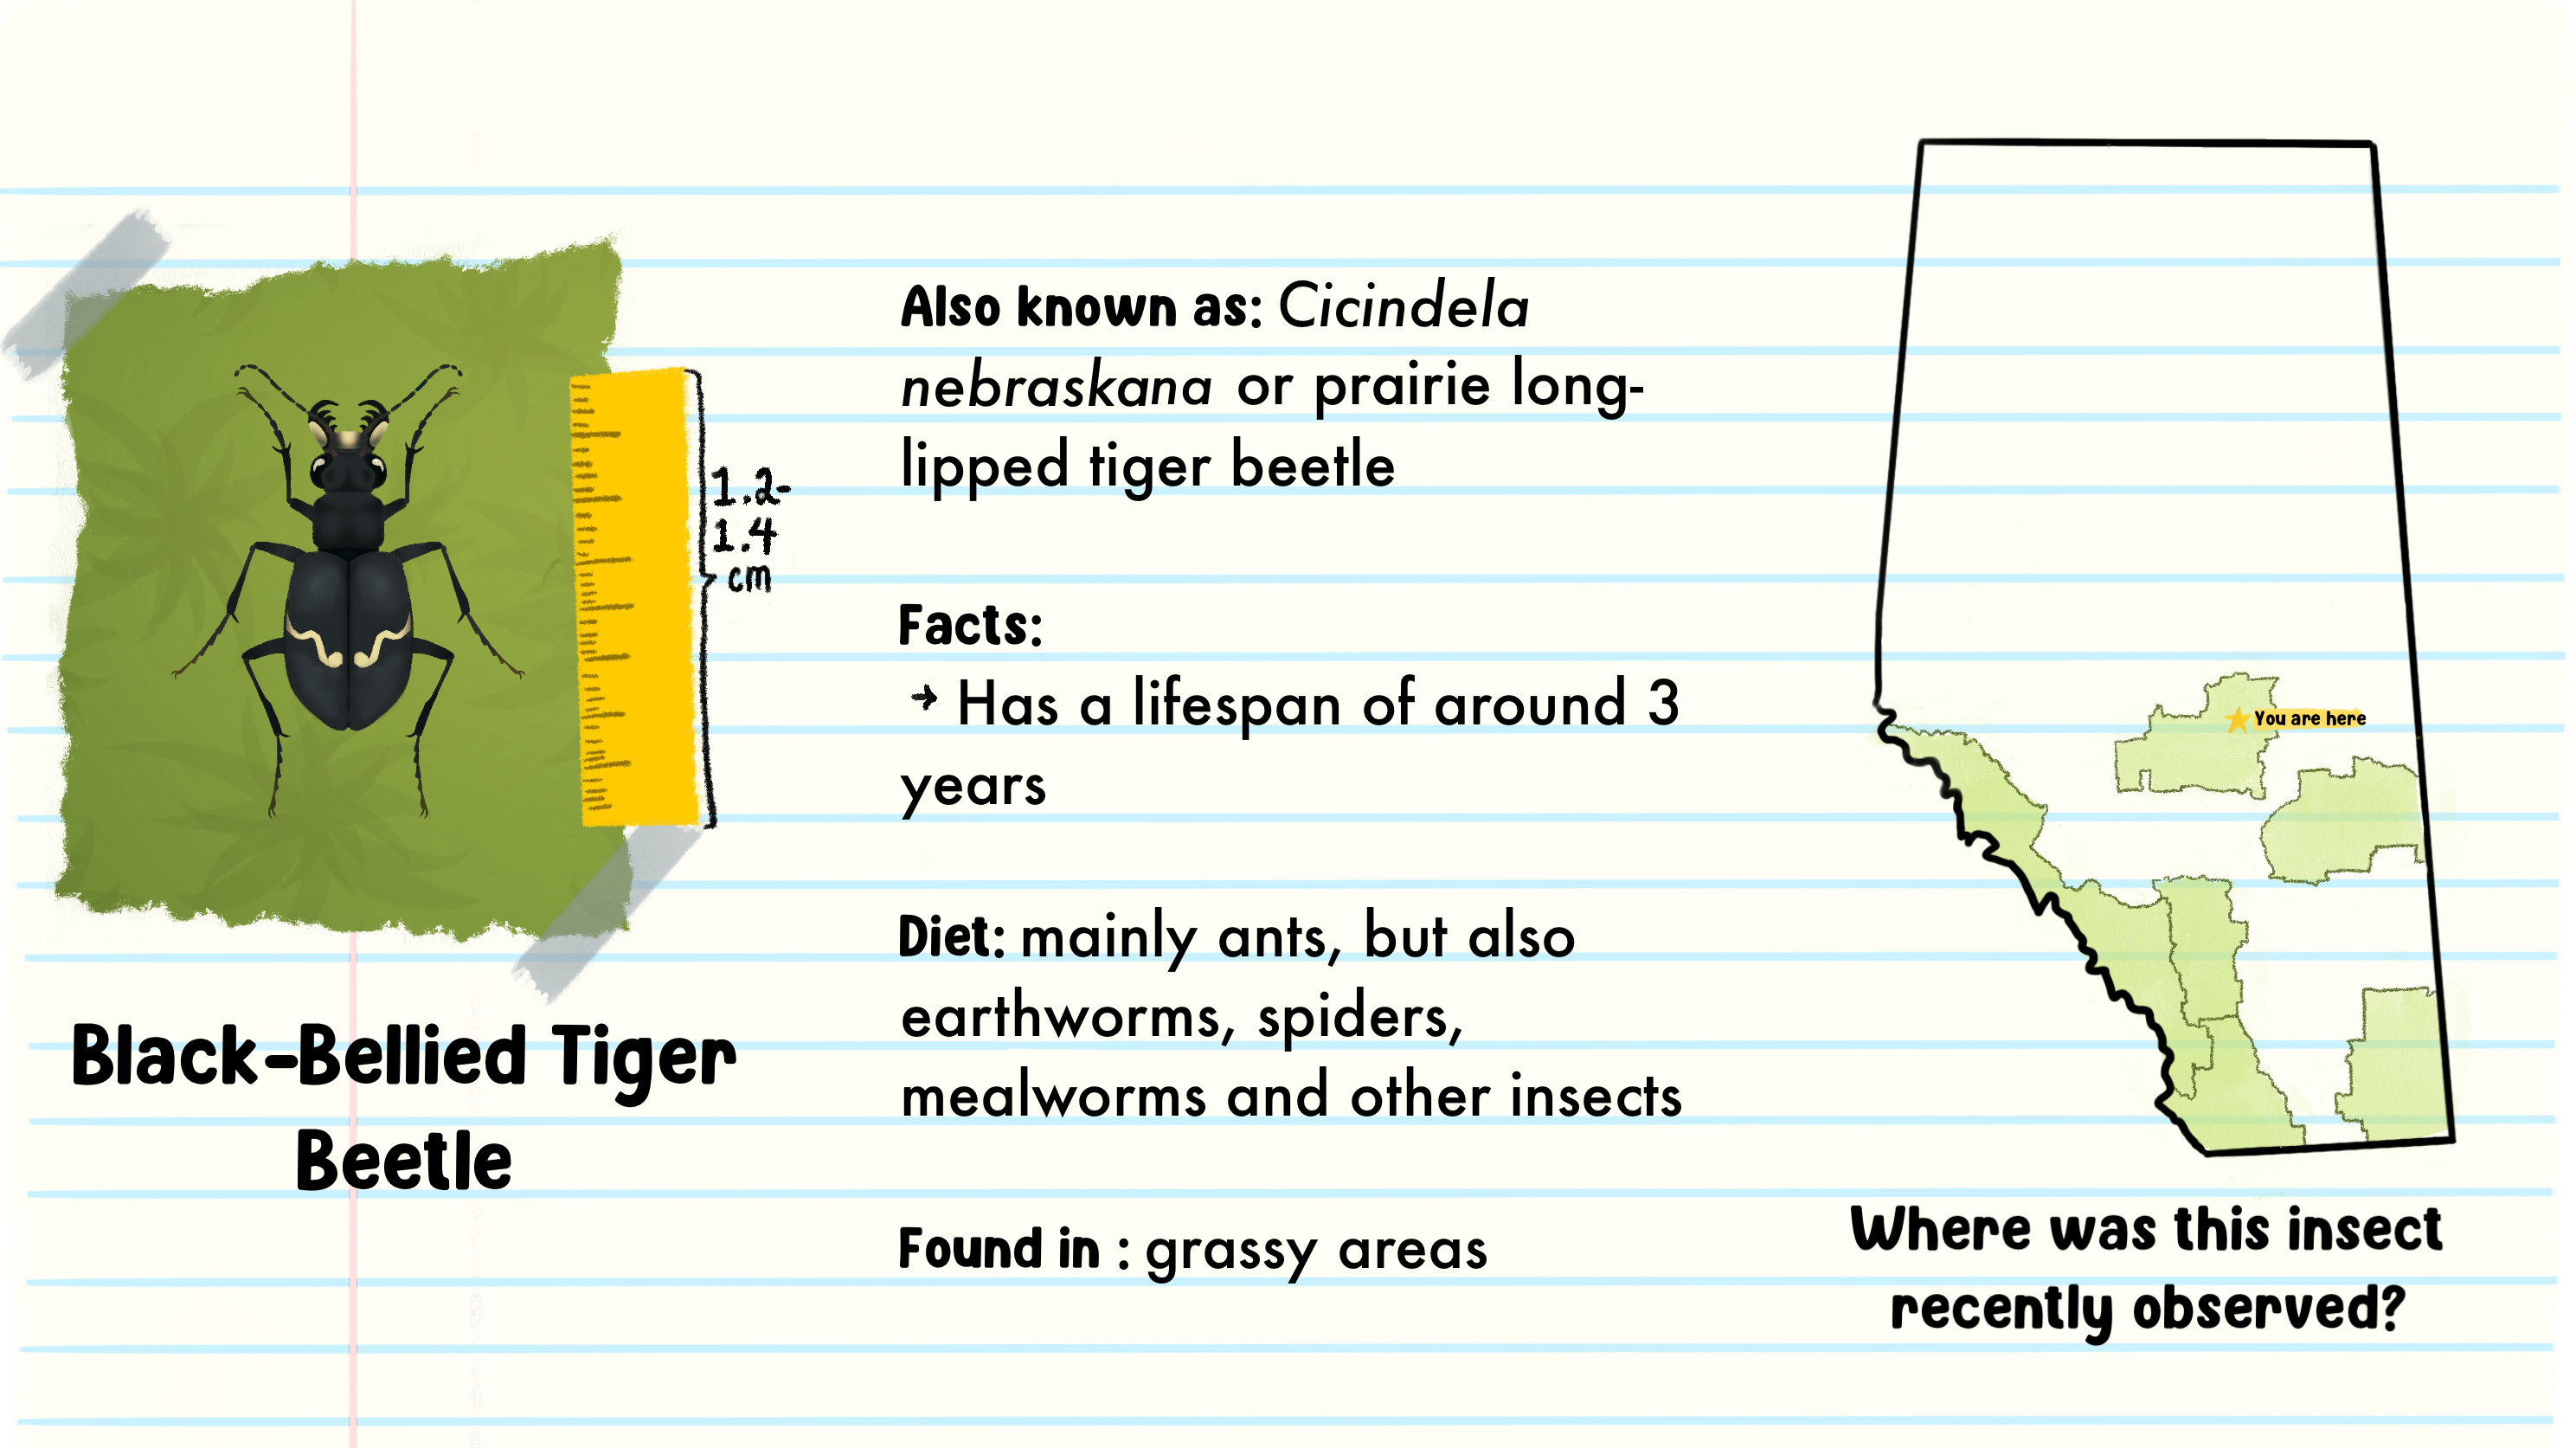 1.2-
1.4
cm
Black-Bellied Tiger
Beetle
Also known as: Cicindela
nebraskana or prairie long-
lipped tiger beetle
Facts:
→ Has a lifespan of around 3
years
Diet: mainly ants, but also
earthworms, spiders,
mealworms and other insects
Found in : grassy areas
You are here
Where was this insect
recently observed?